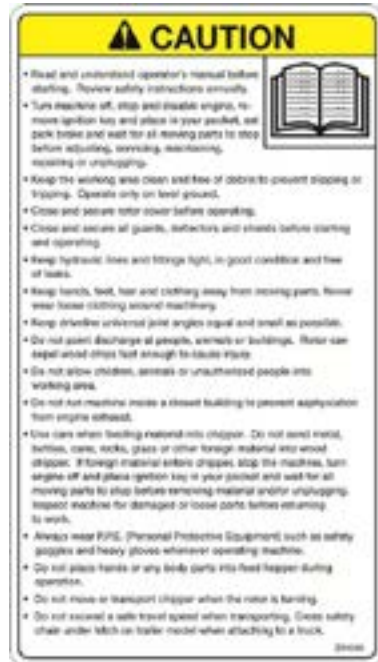 CAUTION
• Read and understand operator's manual before
starting. Review safety instructions annually.
• Turn machine off, stop and disable engine, re-
move ignition key and place in your pocket, set
park brake and wait for all moving parts to stop
before adjusting, servicing, maintaining,
repairing or unplugging.
• Keep the working area clean and free of debris to prevent slipping or
tripping. Operate only on level ground.
• Close and secure rotor cover before operating.
• Close and secure all guards, deflectors and shields before starting
and operating.
• Keep hydraulic lines and fittings tight, in good condition and free
of leaks.
• Keep hands, feet, hair and clothing away from moving parts. Never
wear loose clothing around machinery.
• Keep driveline universal joint angles equal and small as possible.
• Do not point discharge at people, animals or buildings. Rotor can
expel wood chips fast enough to cause injury.
• Do not allow children, animals or unauthorized people into
working area.
• Do not run machine inside a closed building to prevent asphyxiation
from engine exhaust.
• Use care when feeding material into chipper. Do not send metal,
bottles, cans, rocks, glass or other foreign material into wood
chipper. If foreign material enters chipper, stop the machine, turn
engine off and place ignition key in your pocket and wait for all
moving parts to stop before removing material and/or unplugging.
Inspect machine for damaged or loose parts before returning
to work.
• Always wear P.P.E. (Personal Protective Equipment) such as safety
goggles and heavy gloves whenever operating machine.
• Do not place hands or any body parts into feed hopper during
operation.
• Do not move or transport chipper when the rotor is turning.
• Do not exceed a safe travel speed when transporting. Cross safety
chain under hitch on trailer model when attaching to a truck.